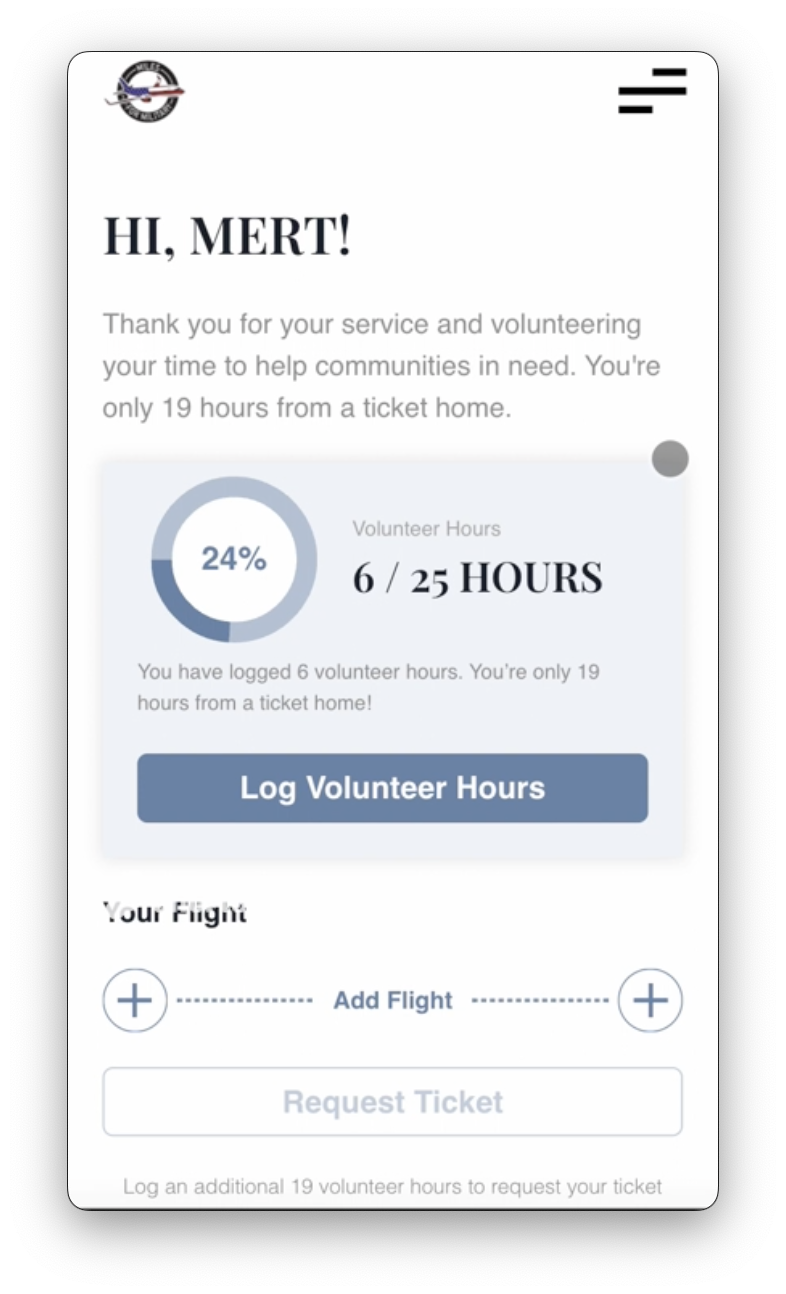 MILES
FOR MILITARY
HI, MERT!
Thank you for your service and volunteering
your time to help communities in need. You're
only 19 hours from a ticket home.
24%
Volunteer Hours
6 / 25 HOURS
You have logged 6 volunteer hours. You're only 19
hours from a ticket home!
Log Volunteer Hours
Your Flight
Add Flight
Request Ticket
Log an additional 19 volunteer hours to request your ticket